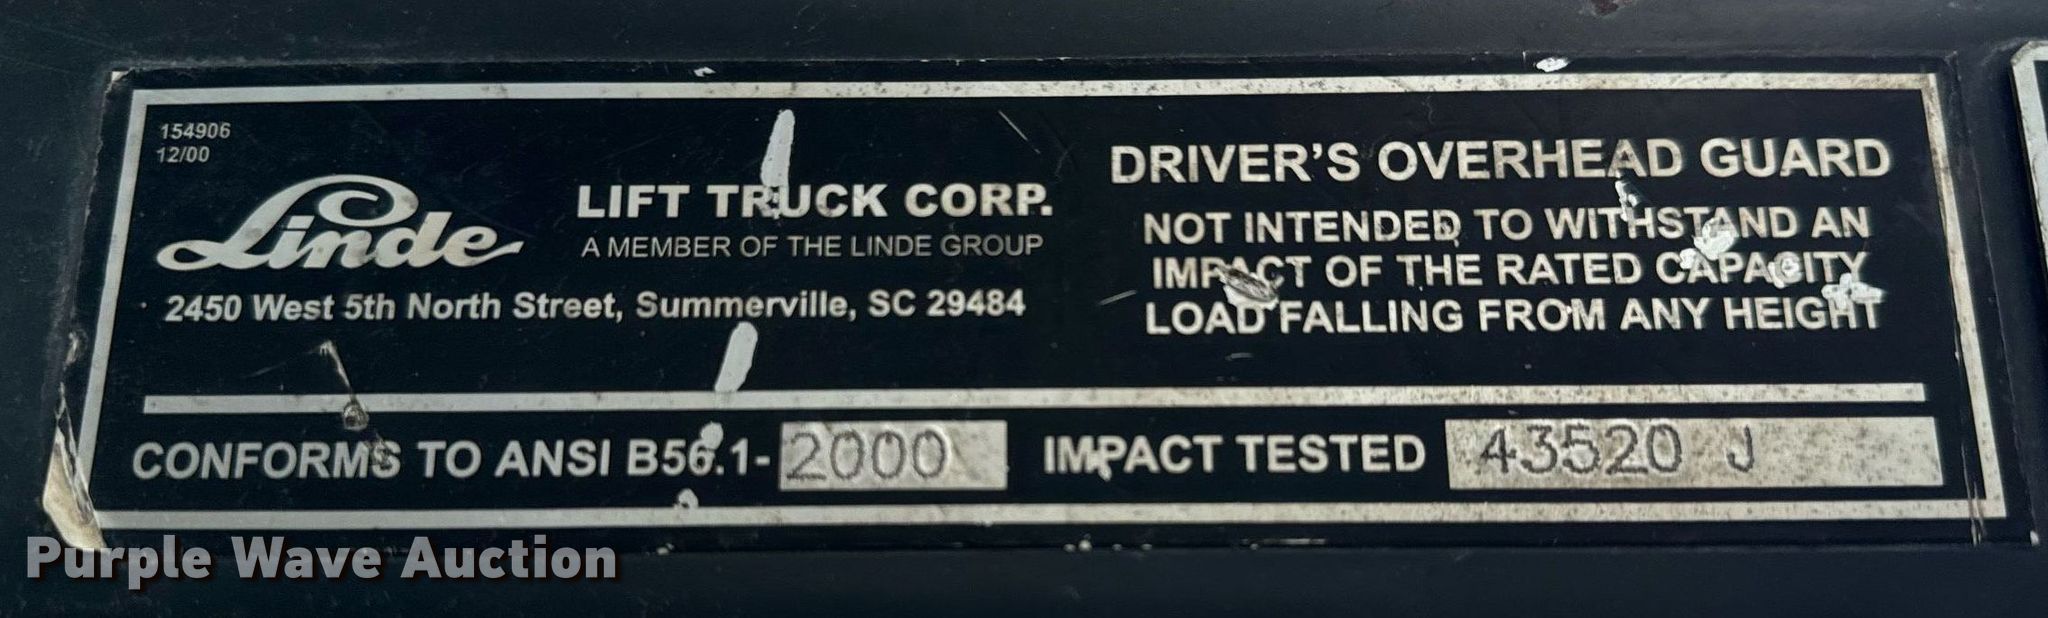 154906
12/00
Linde
LIFT TRUCK CORP.
A MEMBER OF THE LINDE GROUP
2450 West 5th North Street, Summerville, SC 29484
DRIVER'S OVERHEAD GUARD
NOT INTENDED TO WITHSTAND AN
IMPACT OF THE RATED CAPACITY
LOAD FALLING FROM ANY HEIGHT
CONFORMS TO ANSI B56.1-2000
IMPACT TESTED 43520 J
Purple Wave Auction